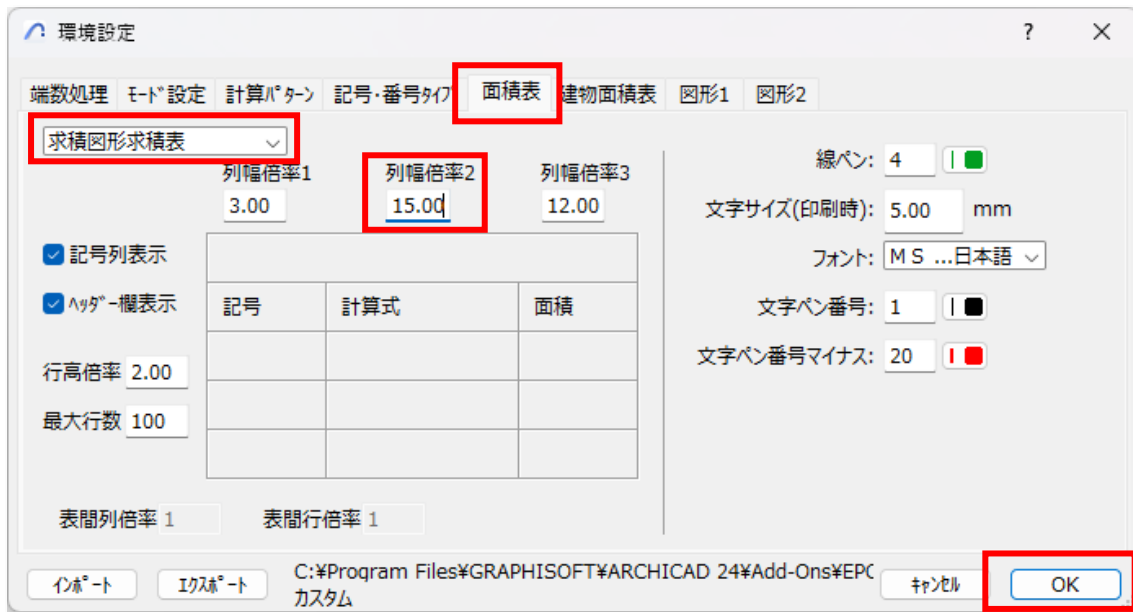 環境設定
?
端数処理 ﾓｰﾄﾞ設定 計算ﾊﾟﾀｰﾝ 記号・番号ﾀｲﾌﾟ 面積表 建物面積表 図形1 図形2
求積図形求積表
列幅倍率1 列幅倍率2 列幅倍率3
3.00 15.00 12.00
記号列表示
ﾍｯﾀﾞｰ欄表示
記号 計算式 面積
行高倍率 2.00
最大行数 100
表間列倍率 1 表間行倍率 1
線ペン: 4
文字サイズ(印刷時): 5.00 mm
フォント: ＭＳ ...日本語
文字ペン番号: 1
文字ペン番号マイナス: 20
ｲﾝﾎﾟｰﾄ ｴｸｽﾎﾟｰﾄ
C:¥Program Files¥GRAPHISOFT¥ARCHICAD 24¥Add-Ons¥EPC
カスタム
ｷｬﾝｾﾙ OK